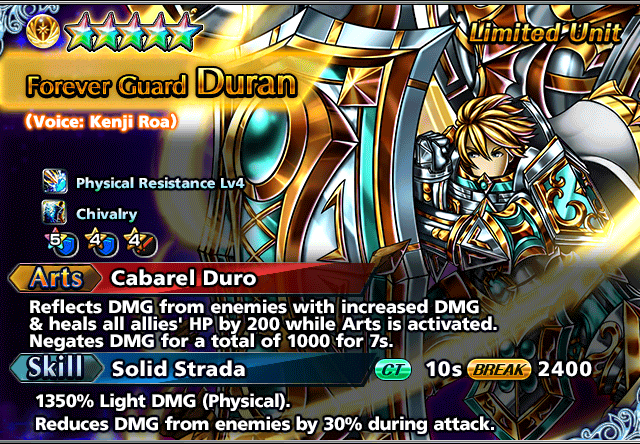 Limited Unit
Forever Guard Duran
(Voice: Kenji Roa)
Physical Resistance Lv4
Chivalry
5 4 4
Arts Cabarel Duro
Reflects DMG from enemies with increased DMG
& heals all allies' HP by 200 while Arts is activated.
Negates DMG for a total of 1000 for 7s.
Skill Solid Strada CT 10s BREAK 2400
1350% Light DMG (Physical).
Reduces DMG from enemies by 30% during attack.